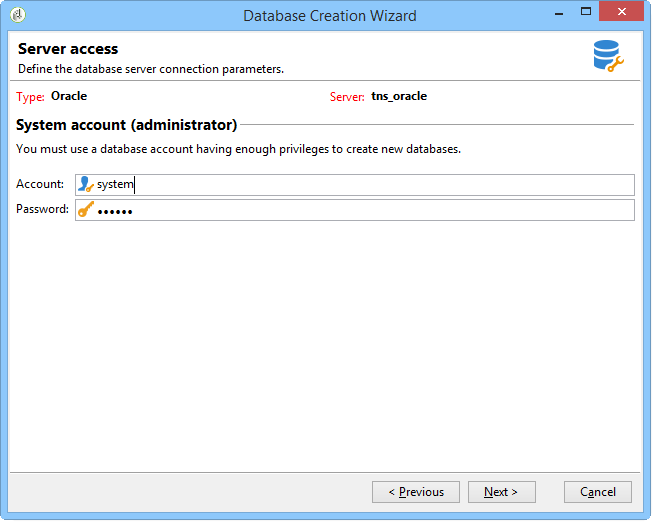 Database Creation Wizard
Server access
Define the database server connection parameters.
Type: Oracle Server: tns_oracle
System account (administrator)
You must use a database account having enough privileges to create new databases.
Account: system
Password: ••••••
< Previous Next > Cancel